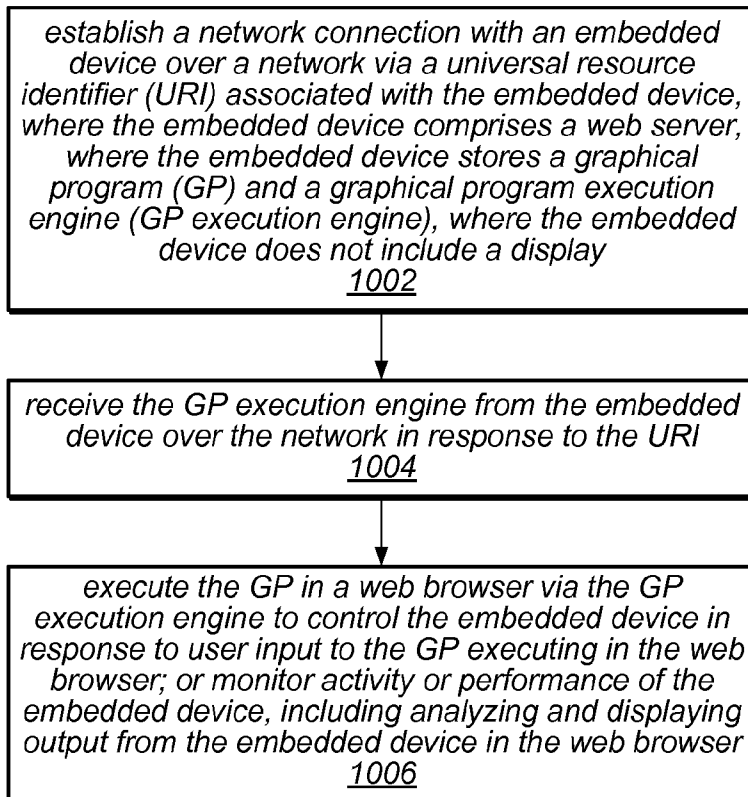 establish a network connection with an embedded
device over a network via a universal resource
identifier (URI) associated with the embedded device,
where the embedded device comprises a web server,
where the embedded device stores a graphical
program (GP) and a graphical program execution
engine (GP execution engine), where the embedded
device does not include a display
1002
receive the GP execution engine from the embedded
device over the network in response to the URI
1004
execute the GP in a web browser via the GP
execution engine to control the embedded device in
response to user input to the GP executing in the web
browser; or monitor activity or performance of the
embedded device, including analyzing and displaying
output from the embedded device in the web browser
1006